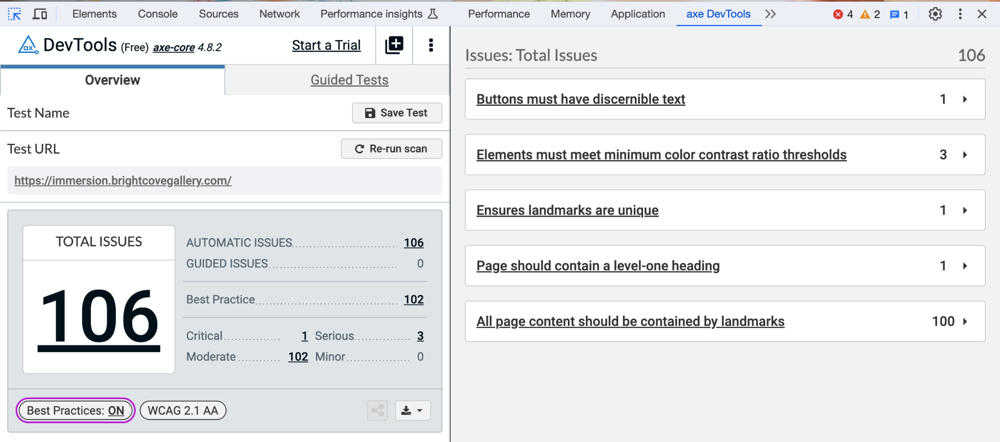 Elements Console Sources Network Performance insights Performance Memory Application axe DevTools 4 2 1
ax DevTools (Free) axe-core 4.8.2 Start a Trial
Overview Guided Tests
Test Name Save Test
Test URL Re-run scan
https://immersion.brightcovegallery.com/
TOTAL ISSUES
106
AUTOMATIC ISSUES 106
GUIDED ISSUES 0
Best Practice 102
Critical 1 Serious 3
Moderate 102 Minor 0
Best Practices: ON WCAG 2.1 AA
Issues: Total Issues 106
Buttons must have discernible text 1
Elements must meet minimum color contrast ratio thresholds 3
Ensures landmarks are unique 1
Page should contain a level-one heading 1
All page content should be contained by landmarks 100